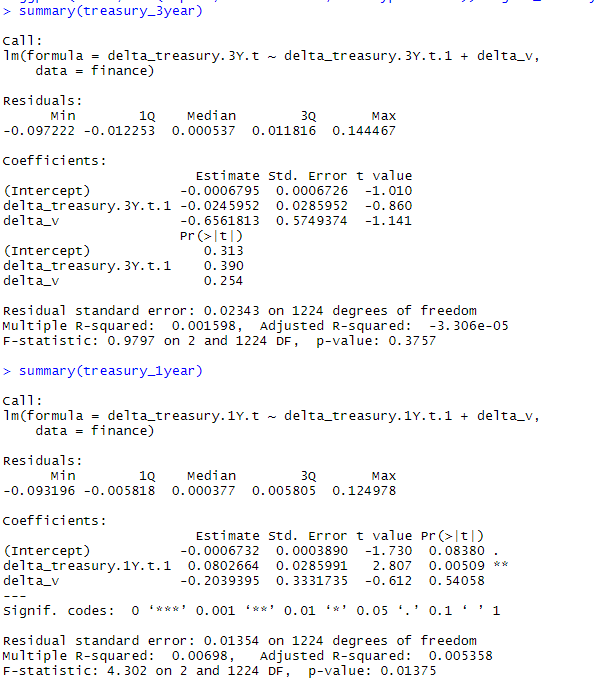 > summary(treasury_3year)
Call:
lm(formula = delta_treasury.3Y.t ~ delta_treasury.3Y.t.1 + delta_v,
    data = finance)
Residuals:
      Min        1Q    Median        3Q       Max
-0.097222 -0.012253  0.000537  0.011816  0.144467
Coefficients:
                        Estimate Std. Error t value
(Intercept)           -0.0006795  0.0006726  -1.010
delta_treasury.3Y.t.1 -0.0245952  0.0285952  -0.860
delta_v               -0.6561813  0.5749374  -1.141
                      Pr(>|t|)
(Intercept)              0.313
delta_treasury.3Y.t.1    0.390
delta_v                  0.254
Residual standard error: 0.02343 on 1224 degrees of freedom
Multiple R-squared:  0.001598,	Adjusted R-squared:  -3.306e-05
F-statistic: 0.9797 on 2 and 1224 DF,  p-value: 0.3757
> summary(treasury_1year)
Call:
lm(formula = delta_treasury.1Y.t ~ delta_treasury.1Y.t.1 + delta_v,
    data = finance)
Residuals:
      Min        1Q    Median        3Q       Max
-0.093196 -0.005818  0.000377  0.005805  0.124978
Coefficients:
                        Estimate Std. Error t value Pr(>|t|)
(Intercept)           -0.0006732  0.0003890  -1.730  0.08380 .
delta_treasury.1Y.t.1  0.0802664  0.0285991   2.807  0.00509 **
delta_v               -0.2039395  0.3331735  -0.612  0.54058
---
Signif. codes:  0 ‘***’ 0.001 ‘**’ 0.01 ‘*’ 0.05 ‘.’ 0.1 ‘ ’ 1
Residual standard error: 0.01354 on 1224 degrees of freedom
Multiple R-squared:  0.00698,	Adjusted R-squared:  0.005358
F-statistic: 4.302 on 2 and 1224 DF,  p-value: 0.01375